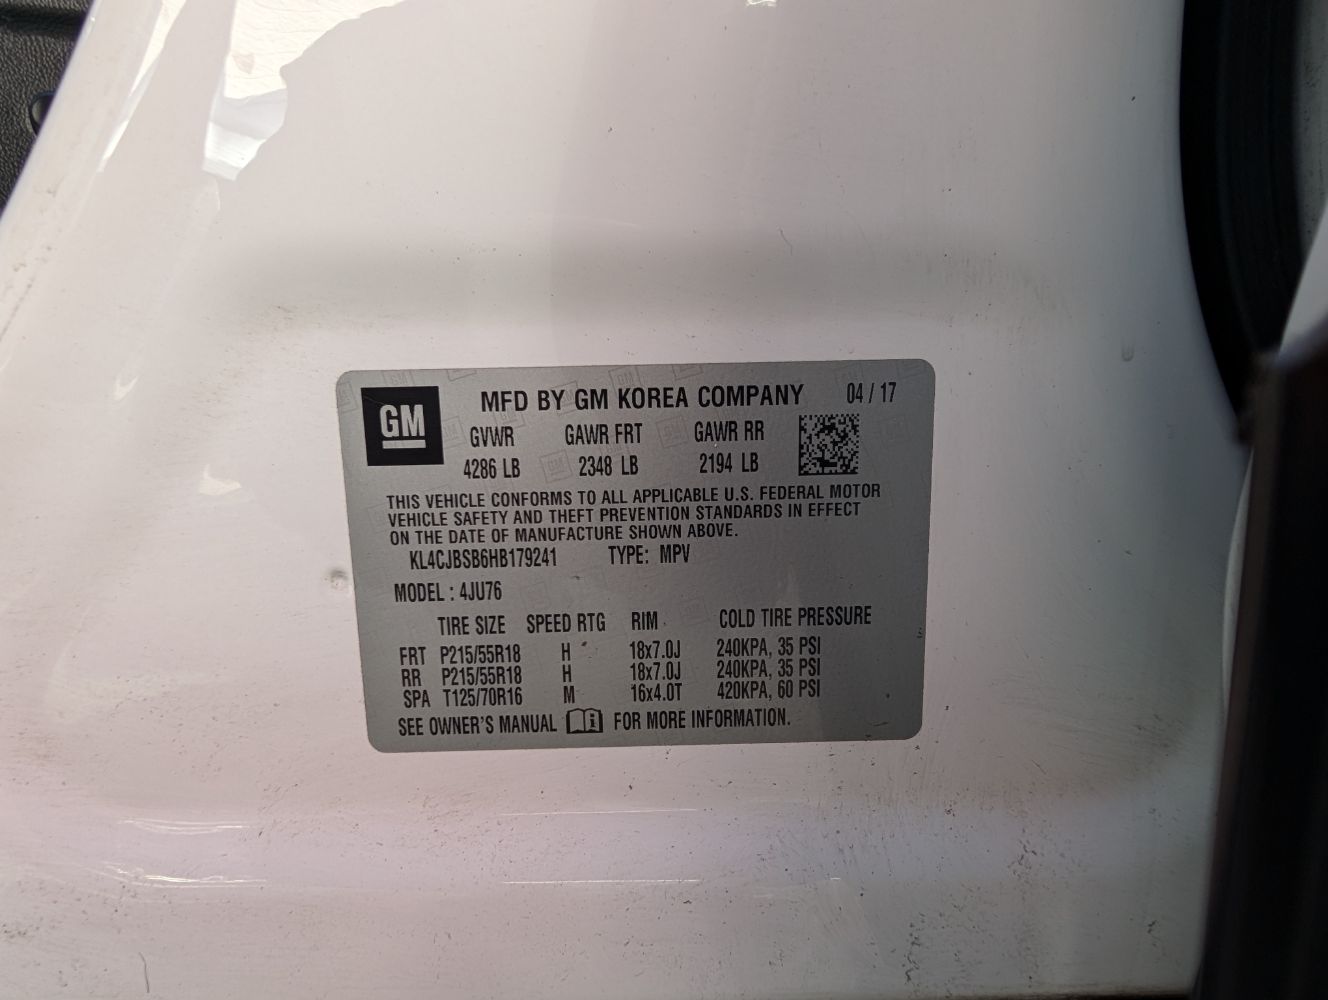 GM
MFD BY GM KOREA COMPANY 04 / 17
GVWR GAWR FRT GAWR RR
4286 LB 2348 LB 2194 LB
THIS VEHICLE CONFORMS TO ALL APPLICABLE U.S. FEDERAL MOTOR
VEHICLE SAFETY AND THEFT PREVENTION STANDARDS IN EFFECT
ON THE DATE OF MANUFACTURE SHOWN ABOVE.
KL4CJBSB6HB179241 TYPE: MPV
MODEL : 4JU76
TIRE SIZE SPEED RTG RIM COLD TIRE PRESSURE
FRT P215/55R18 H 18x7.0J 240KPA, 35 PSI
RR P215/55R18 H 18x7.0J 240KPA, 35 PSI
SPA T125/70R16 M 16x4.0T 420KPA, 60 PSI
SEE OWNER'S MANUAL i FOR MORE INFORMATION.